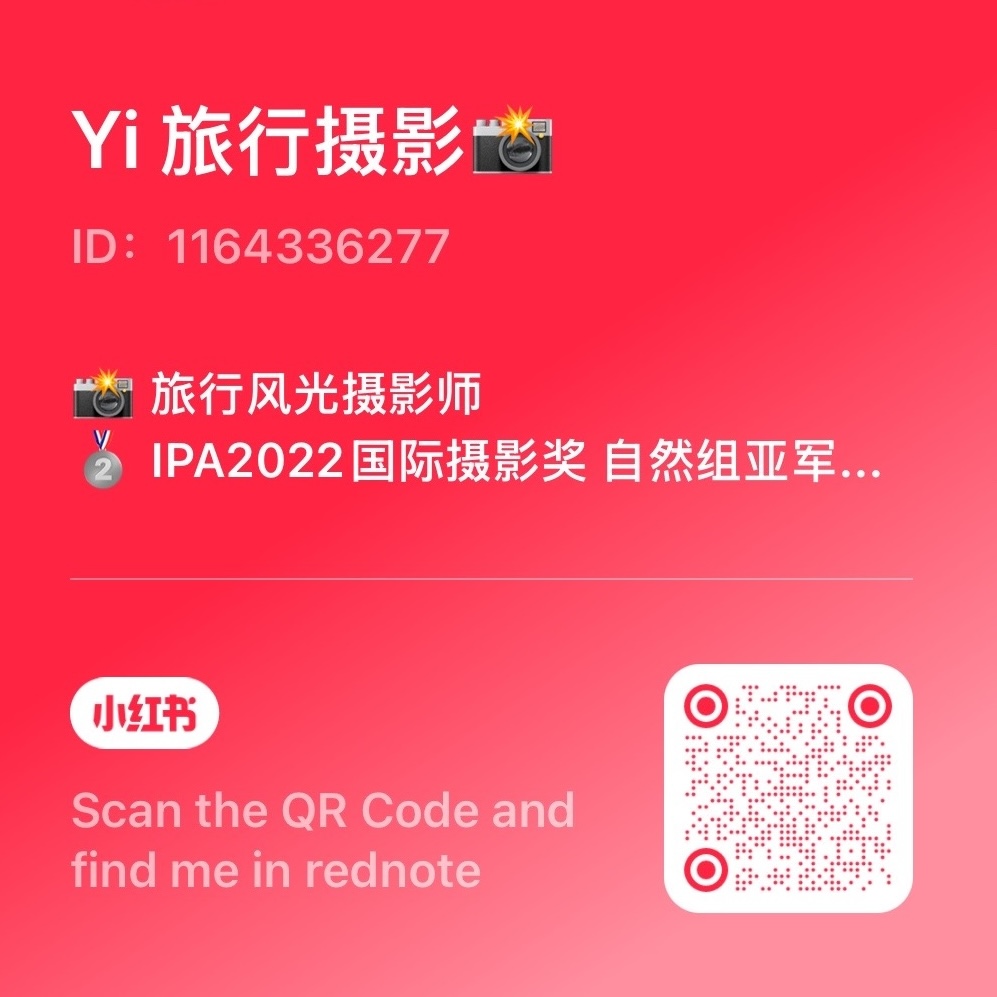 Yi 旅行摄影📸
ID：1164336277
📸 旅行风光摄影师
🥈 IPA2022国际摄影奖 自然组亚军...
小红书
Scan the QR Code and
find me in rednote